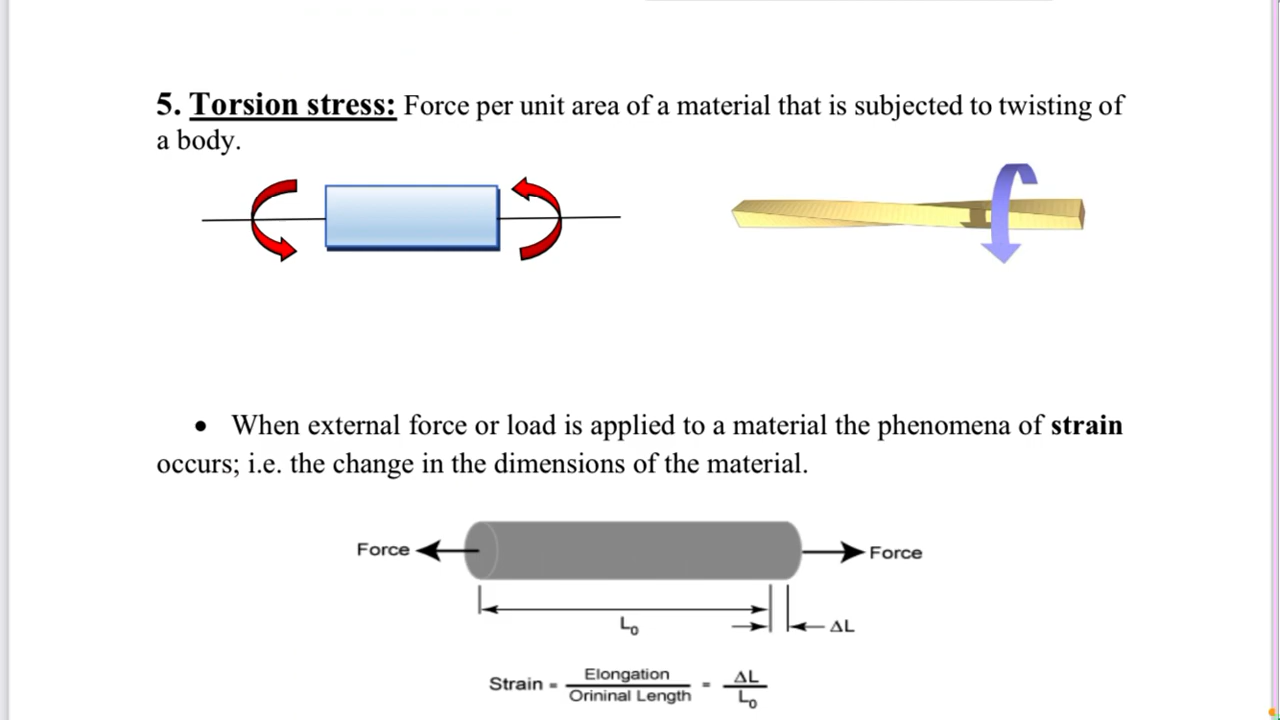 5. Torsion stress: Force per unit area of a material that is subjected to twisting of
a body.
• When external force or load is applied to a material the phenomena of strain
occurs; i.e. the change in the dimensions of the material.
Force
Force
L₀
ΔL
Strain = Elongation / Orininal Length = ΔL / L₀